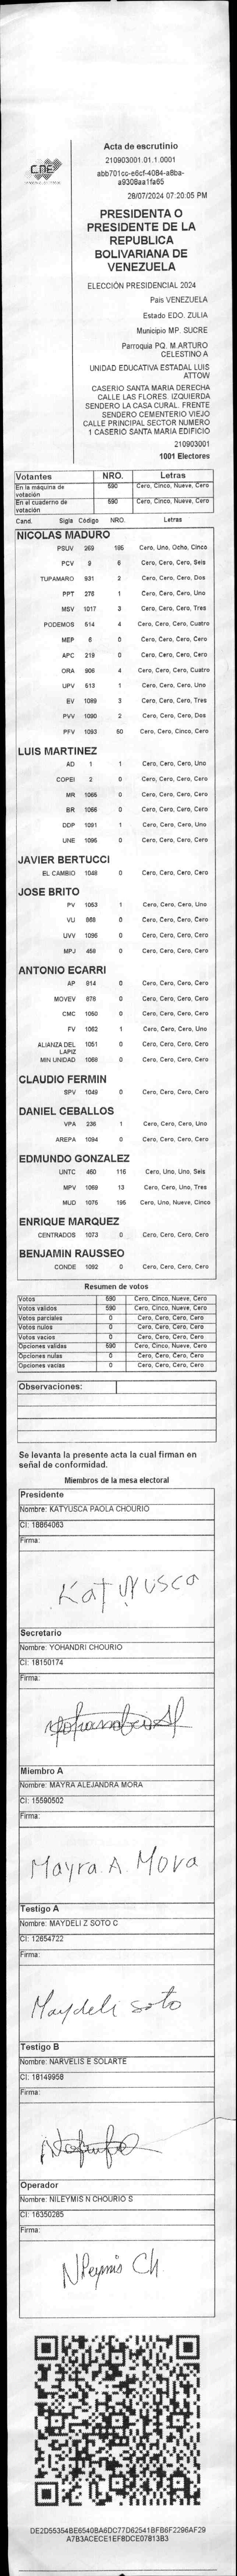 CNE
Acta de escrutinio
210903001.01.1.0001
abb701cc-e6cf-4084-a8ba-
a9308aa1fa65
28/07/2024 07:20:05 PM
PRESIDENTA O
PRESIDENTE DE LA
REPUBLICA
BOLIVARIANA DE
VENEZUELA
ELECCIÓN PRESIDENCIAL 2024
Pais VENEZUELA
Estado EDO. ZULIA
Municipio MP. SUCRE
Parroquia PQ. M.ARTURO
CELESTINO A
UNIDAD EDUCATIVA ESTADAL LUIS
ATTOW
CASERIO SANTA MARIA DERECHA
CALLE LAS FLORES. IZQUIERDA
SENDERO LA CASA CURAL. FRENTE
SENDERO CEMENTERIO VIEJO
CALLE PRINCIPAL SECTOR NUMERO
1 CASERIO SANTA MARIA EDIFICIO
210903001
1001 Electores
Votantes NRO. Letras
En la máquina de votación 590 Cero, Cinco, Nueve, Cero
En el cuaderno de votación 590 Cero, Cinco, Nueve, Cero
Cand. Sigla Código NRO. Letras
NICOLAS MADURO
PSUV 269 185 Cero, Uno, Ocho, Cinco
PCV 9 6 Cero, Cero, Cero, Seis
TUPAMARO 931 2 Cero, Cero, Cero, Dos
PPT 276 1 Cero, Cero, Cero, Uno
MSV 1017 3 Cero, Cero, Cero, Tres
PODEMOS 514 4 Cero, Cero, Cero, Cuatro
MEP 6 0 Cero, Cero, Cero, Cero
APC 219 0 Cero, Cero, Cero, Cero
ORA 906 4 Cero, Cero, Cero, Cuatro
UPV 513 1 Cero, Cero, Cero, Uno
EV 1089 3 Cero, Cero, Cero, Tres
PVV 1090 2 Cero, Cero, Cero, Dos
PFV 1093 50 Cero, Cero, Cinco, Cero
LUIS MARTINEZ
AD 1 1 Cero, Cero, Cero, Uno
COPEI 2 0 Cero, Cero, Cero, Cero
MR 1065 0 Cero, Cero, Cero, Cero
BR 1066 0 Cero, Cero, Cero, Cero
DDP 1091 1 Cero, Cero, Cero, Uno
UNE 1095 0 Cero, Cero, Cero, Cero
JAVIER BERTUCCI
EL CAMBIO 1048 0 Cero, Cero, Cero, Cero
JOSE BRITO
PV 1053 1 Cero, Cero, Cero, Uno
VU 868 0 Cero, Cero, Cero, Cero
UVV 1096 0 Cero, Cero, Cero, Cero
MPJ 458 0 Cero, Cero, Cero, Cero
ANTONIO ECARRI
AP 914 0 Cero, Cero, Cero, Cero
MOVEV 878 0 Cero, Cero, Cero, Cero
CMC 1050 0 Cero, Cero, Cero, Cero
FV 1062 1 Cero, Cero, Cero, Uno
ALIANZA DEL LAPIZ 1051 0 Cero, Cero, Cero, Cero
MIN UNIDAD 1068 0 Cero, Cero, Cero, Cero
CLAUDIO FERMIN
SPV 1049 0 Cero, Cero, Cero, Cero
DANIEL CEBALLOS
VPA 236 1 Cero, Cero, Cero, Uno
AREPA 1094 0 Cero, Cero, Cero, Cero
EDMUNDO GONZALEZ
UNTC 460 116 Cero, Uno, Uno, Seis
MPV 1069 13 Cero, Cero, Uno, Tres
MUD 1075 195 Cero, Uno, Nueve, Cinco
ENRIQUE MARQUEZ
CENTRADOS 1073 0 Cero, Cero, Cero, Cero
BENJAMIN RAUSSEO
CONDE 1092 0 Cero, Cero, Cero, Cero
Resumen de votos
Votos 590 Cero, Cinco, Nueve, Cero
Votos válidos 590 Cero, Cinco, Nueve, Cero
Votos parciales 0 Cero, Cero, Cero, Cero
Votos nulos 0 Cero, Cero, Cero, Cero
Votos vacios 0 Cero, Cero, Cero, Cero
Opciones validas 590 Cero, Cinco, Nueve, Cero
Opciones nulas 0 Cero, Cero, Cero, Cero
Opciones vacias 0 Cero, Cero, Cero, Cero
Observaciones:
Se levanta la presente acta la cual firman en
señal de conformidad.
Miembros de la mesa electoral
Presidente
Nombre: KATYUSCA PAOLA CHOURIO
CI: 18864063
Firma:
Katyusca
Secretario
Nombre: YOHANDRI CHOURIO
CI: 18150174
Firma:
Miembro A
Nombre: MAYRA ALEJANDRA MORA
CI: 15590502
Firma:
Mayra. A. Mora
Testigo A
Nombre: MAYDELI Z SOTO C
CI: 12654722
Firma:
Maydeli soto
Testigo B
Nombre: NARVELIS E SOLARTE
CI: 18149958
Firma:
Operador
Nombre: NILEYMIS N CHOURIO S
CI: 16350285
Firma:
Nileymis Ch.
DE2D55354BE6540BA6DC77D62541BFB6F2296AF29
A7B3ACECE1EF8DCE07813B3